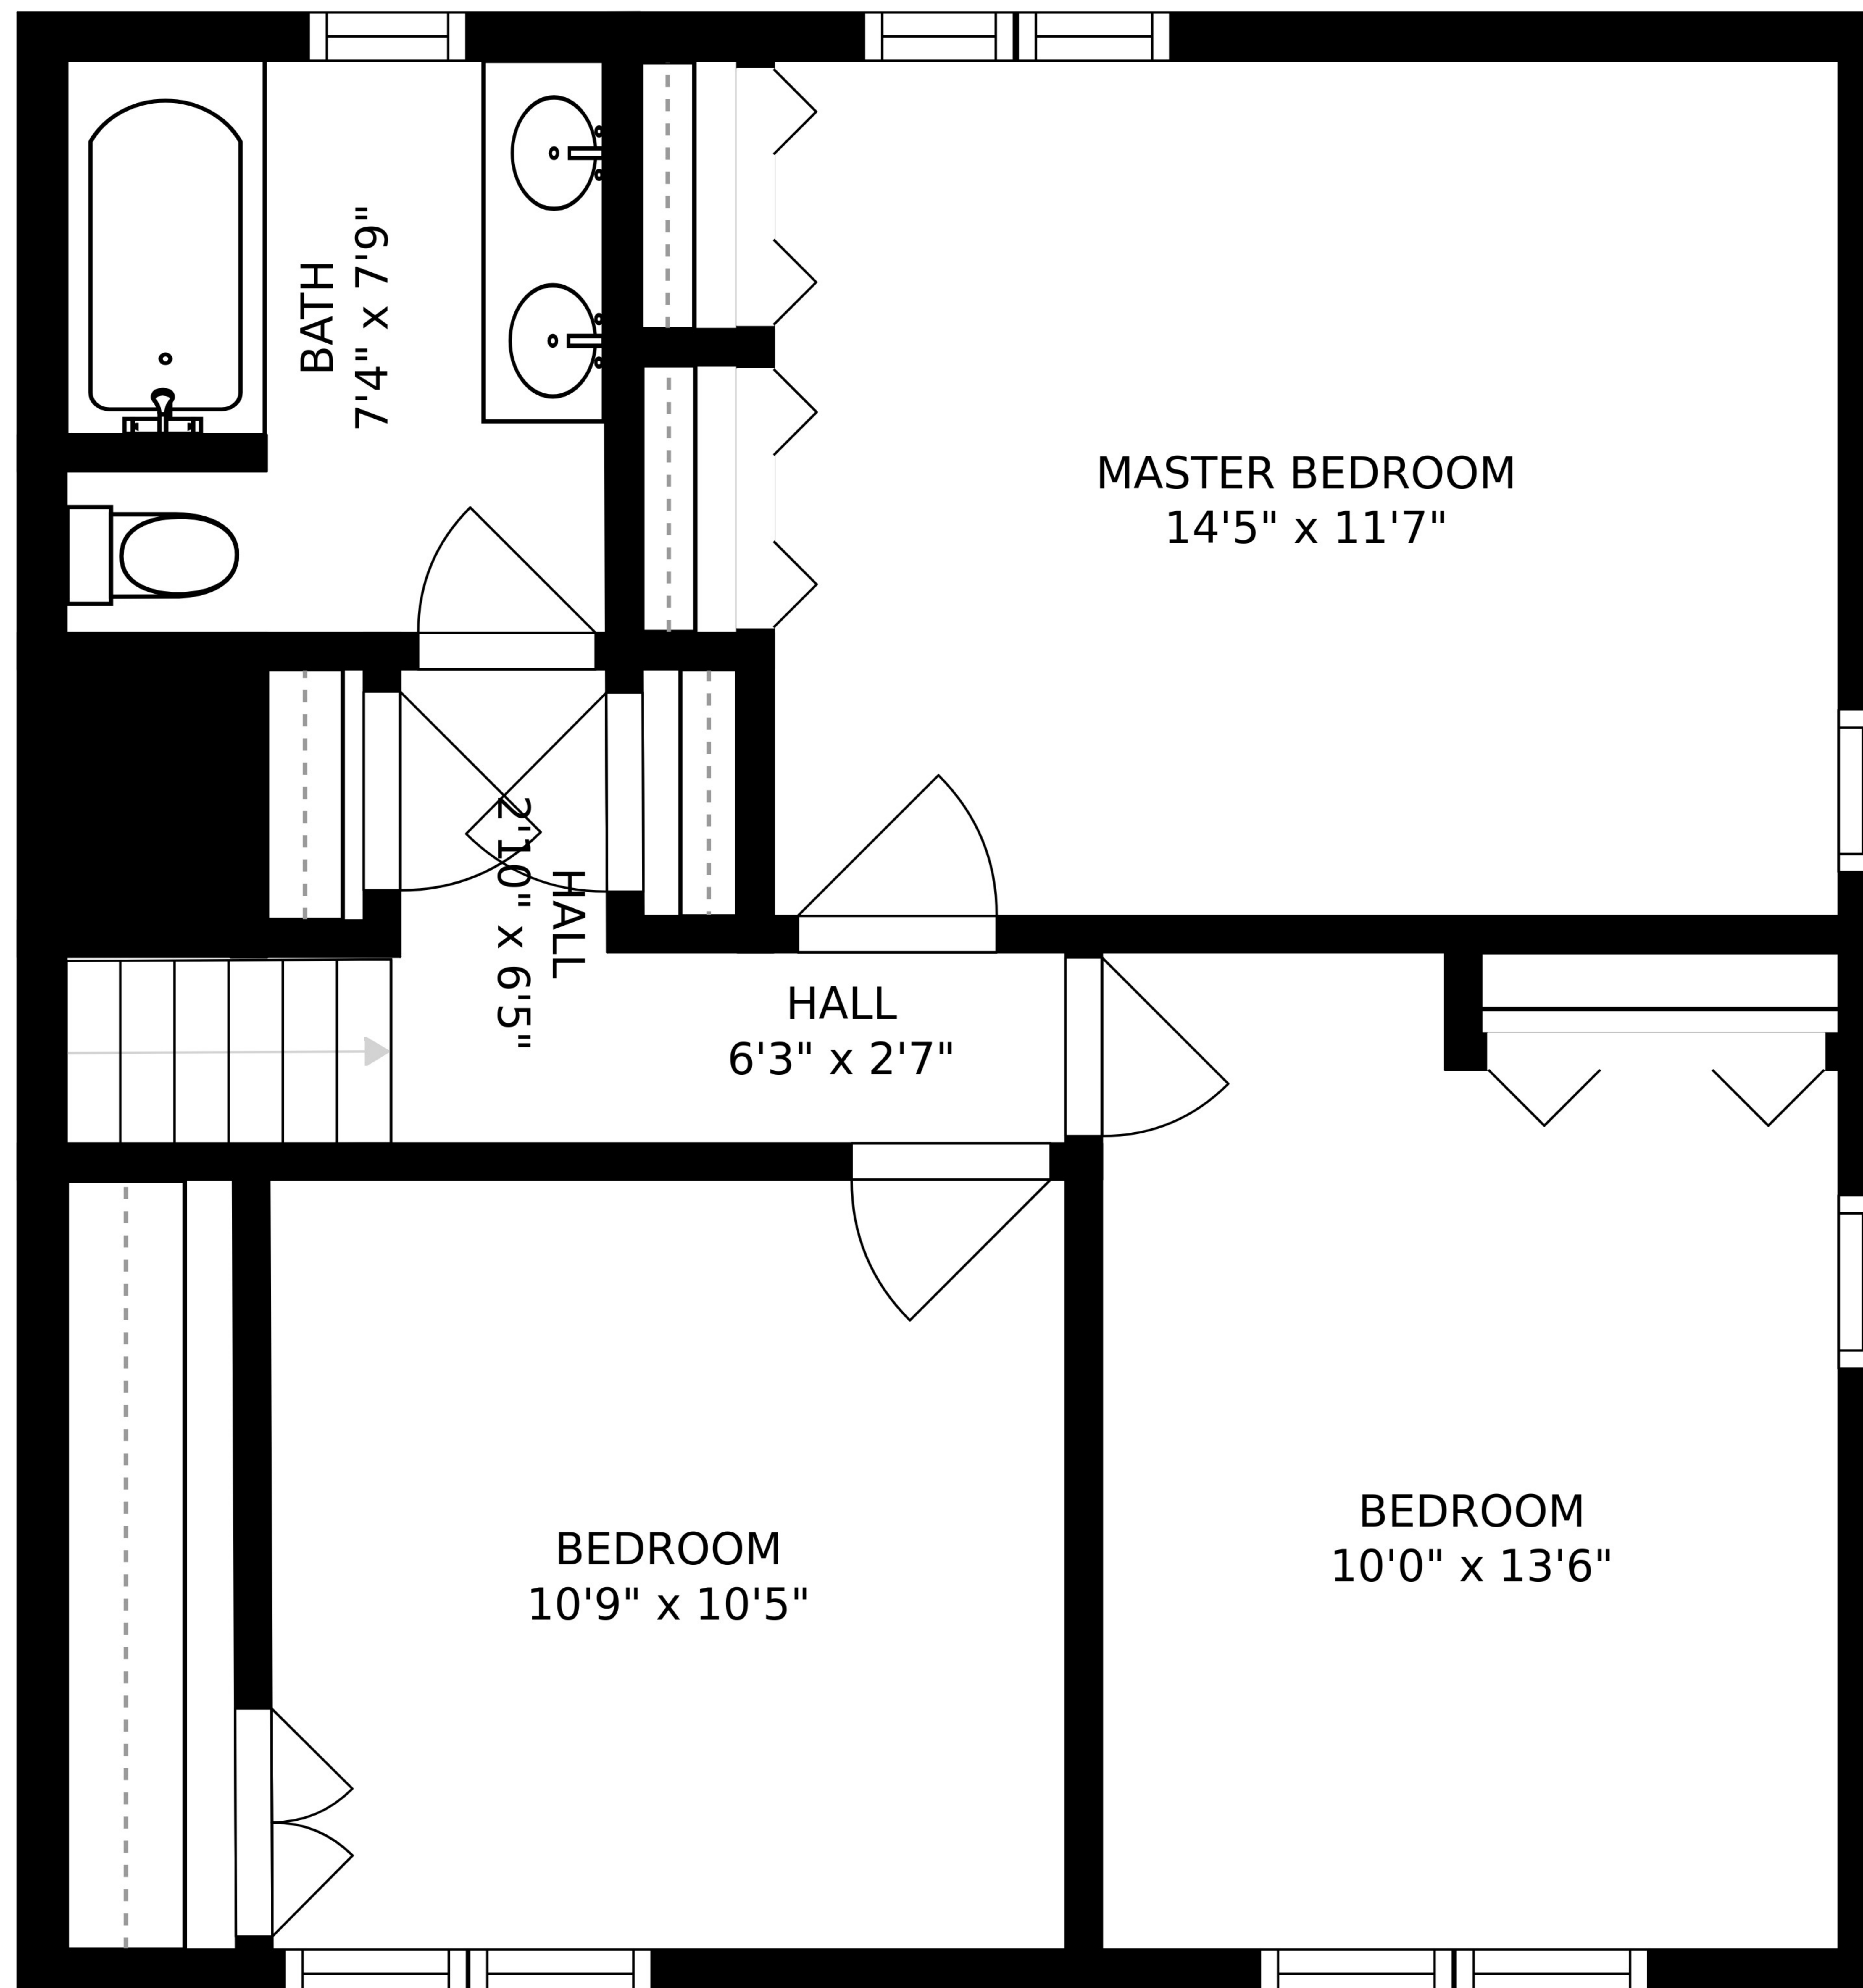 BATH
7'4" x 7'9"
MASTER BEDROOM
14'5" x 11'7"
HALL
2'10" x 6'5"
HALL
6'3" x 2'7"
BEDROOM
10'9" x 10'5"
BEDROOM
10'0" x 13'6"